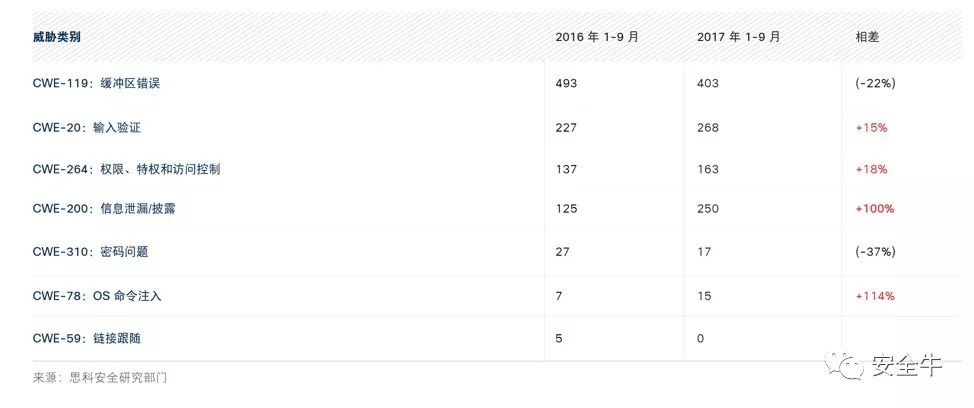 威胁类别 2016 年 1-9 月 2017 年 1-9 月 相差
CWE-119：缓冲区错误 493 403 (-22%)
CWE-20：输入验证 227 268 +15%
CWE-264：权限、特权和访问控制 137 163 +18%
CWE-200：信息泄漏/披露 125 250 +100%
CWE-310：密码问题 27 17 (-37%)
CWE-78：OS 命令注入 7 15 +114%
CWE-59：链接跟随 5 0
来源：思科安全研究部门
安全牛